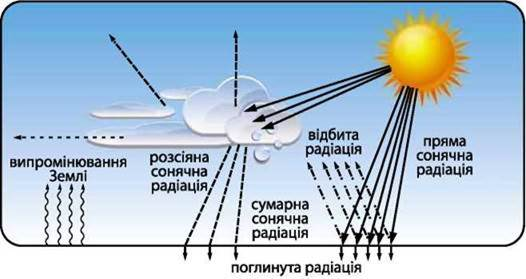 випромінювання
Землі
розсіяна
сонячна
радіація
сумарна
сонячна
радіація
відбита
радіація
пряма
сонячна
радіація
поглинута радіація